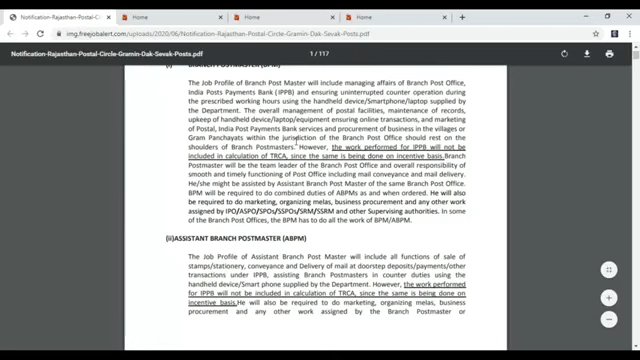 Notification-Rajasthan-Postal-Circle-Gramin-Dak-Sevak-Posts.pdf
Home
Home
Home
img.freejobalert.com/uploads/2020/06/Notification-Rajasthan-Postal-Circle-Gramin-Dak-Sevak-Posts.pdf
Notification-Rajasthan-Postal-Circle-Gramin-Dak-Sevak-Posts.pdf
1 / 117
(i) BRANCH POSTMASTER (BPM)
The Job Profile of Branch Post Master will include managing affairs of Branch Post Office,
India Posts Payments Bank (IPPB) and ensuring uninterrupted counter operation during
the prescribed working hours using the handheld device/Smartphone/laptop supplied by
the Department. The overall management of postal facilities, maintenance of records,
upkeep of handheld device/laptop/equipment ensuring online transactions, and marketing
of Postal, India Post Payments Bank services and procurement of business in the villages or
Gram Panchayats within the jurisdiction of the Branch Post Office should rest on the
shoulders of Branch Postmasters. However, the work performed for IPPB will not be
included in calculation of TRCA, since the same is being done on incentive basis.Branch
Postmaster will be the team leader of the Branch Post Office and overall responsibility of
smooth and timely functioning of Post Office including mail conveyance and mail delivery.
He/she might be assisted by Assistant Branch Post Master of the same Branch Post Office.
BPM will be required to do combined duties of ABPMs as and when ordered. He will also
be required to do marketing, organizing melas, business procurement and any other work
assigned by IPO/ASPO/SPOs/SSPOs/SRM/SSRM and other Supervising authorities. In some
of the Branch Post Offices, the BPM has to do all the work of BPM/ABPM.
(ii)ASSISTANT BRANCH POSTMASTER (ABPM)
The Job Profile of Assistant Branch Post Master will include all functions of sale of
stamps/stationery, conveyance and Delivery of mail at doorstep deposits/payments/other
transactions under IPPB, assisting Branch Postmasters in counter duties using the
handheld device/Smart phone supplied by the Department. However, the work performed
for IPPB will not be included in calculation of TRCA, since the same is being done on
incentive basis.He will also be required to do marketing, organizing melas, business
procurement and any other work assigned by the Branch Postmaster or